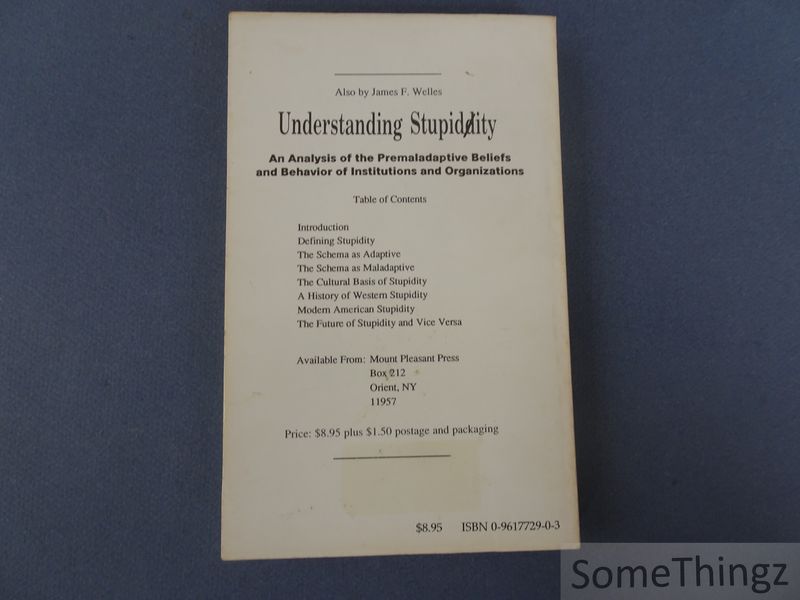 Also by James F. Welles
Understanding Stupiddity
An Analysis of the Premaladaptive Beliefs
and Behavior of Institutions and Organizations
Table of Contents
Introduction
Defining Stupidity
The Schema as Adaptive
The Schema as Maladaptive
The Cultural Basis of Stupidity
A History of Western Stupidity
Modern American Stupidity
The Future of Stupidity and Vice Versa
Available From: Mount Pleasant Press
Box 212
Orient, NY
11957
Price: $8.95 plus $1.50 postage and packaging
$8.95 ISBN 0-9617729-0-3
SomeThingz